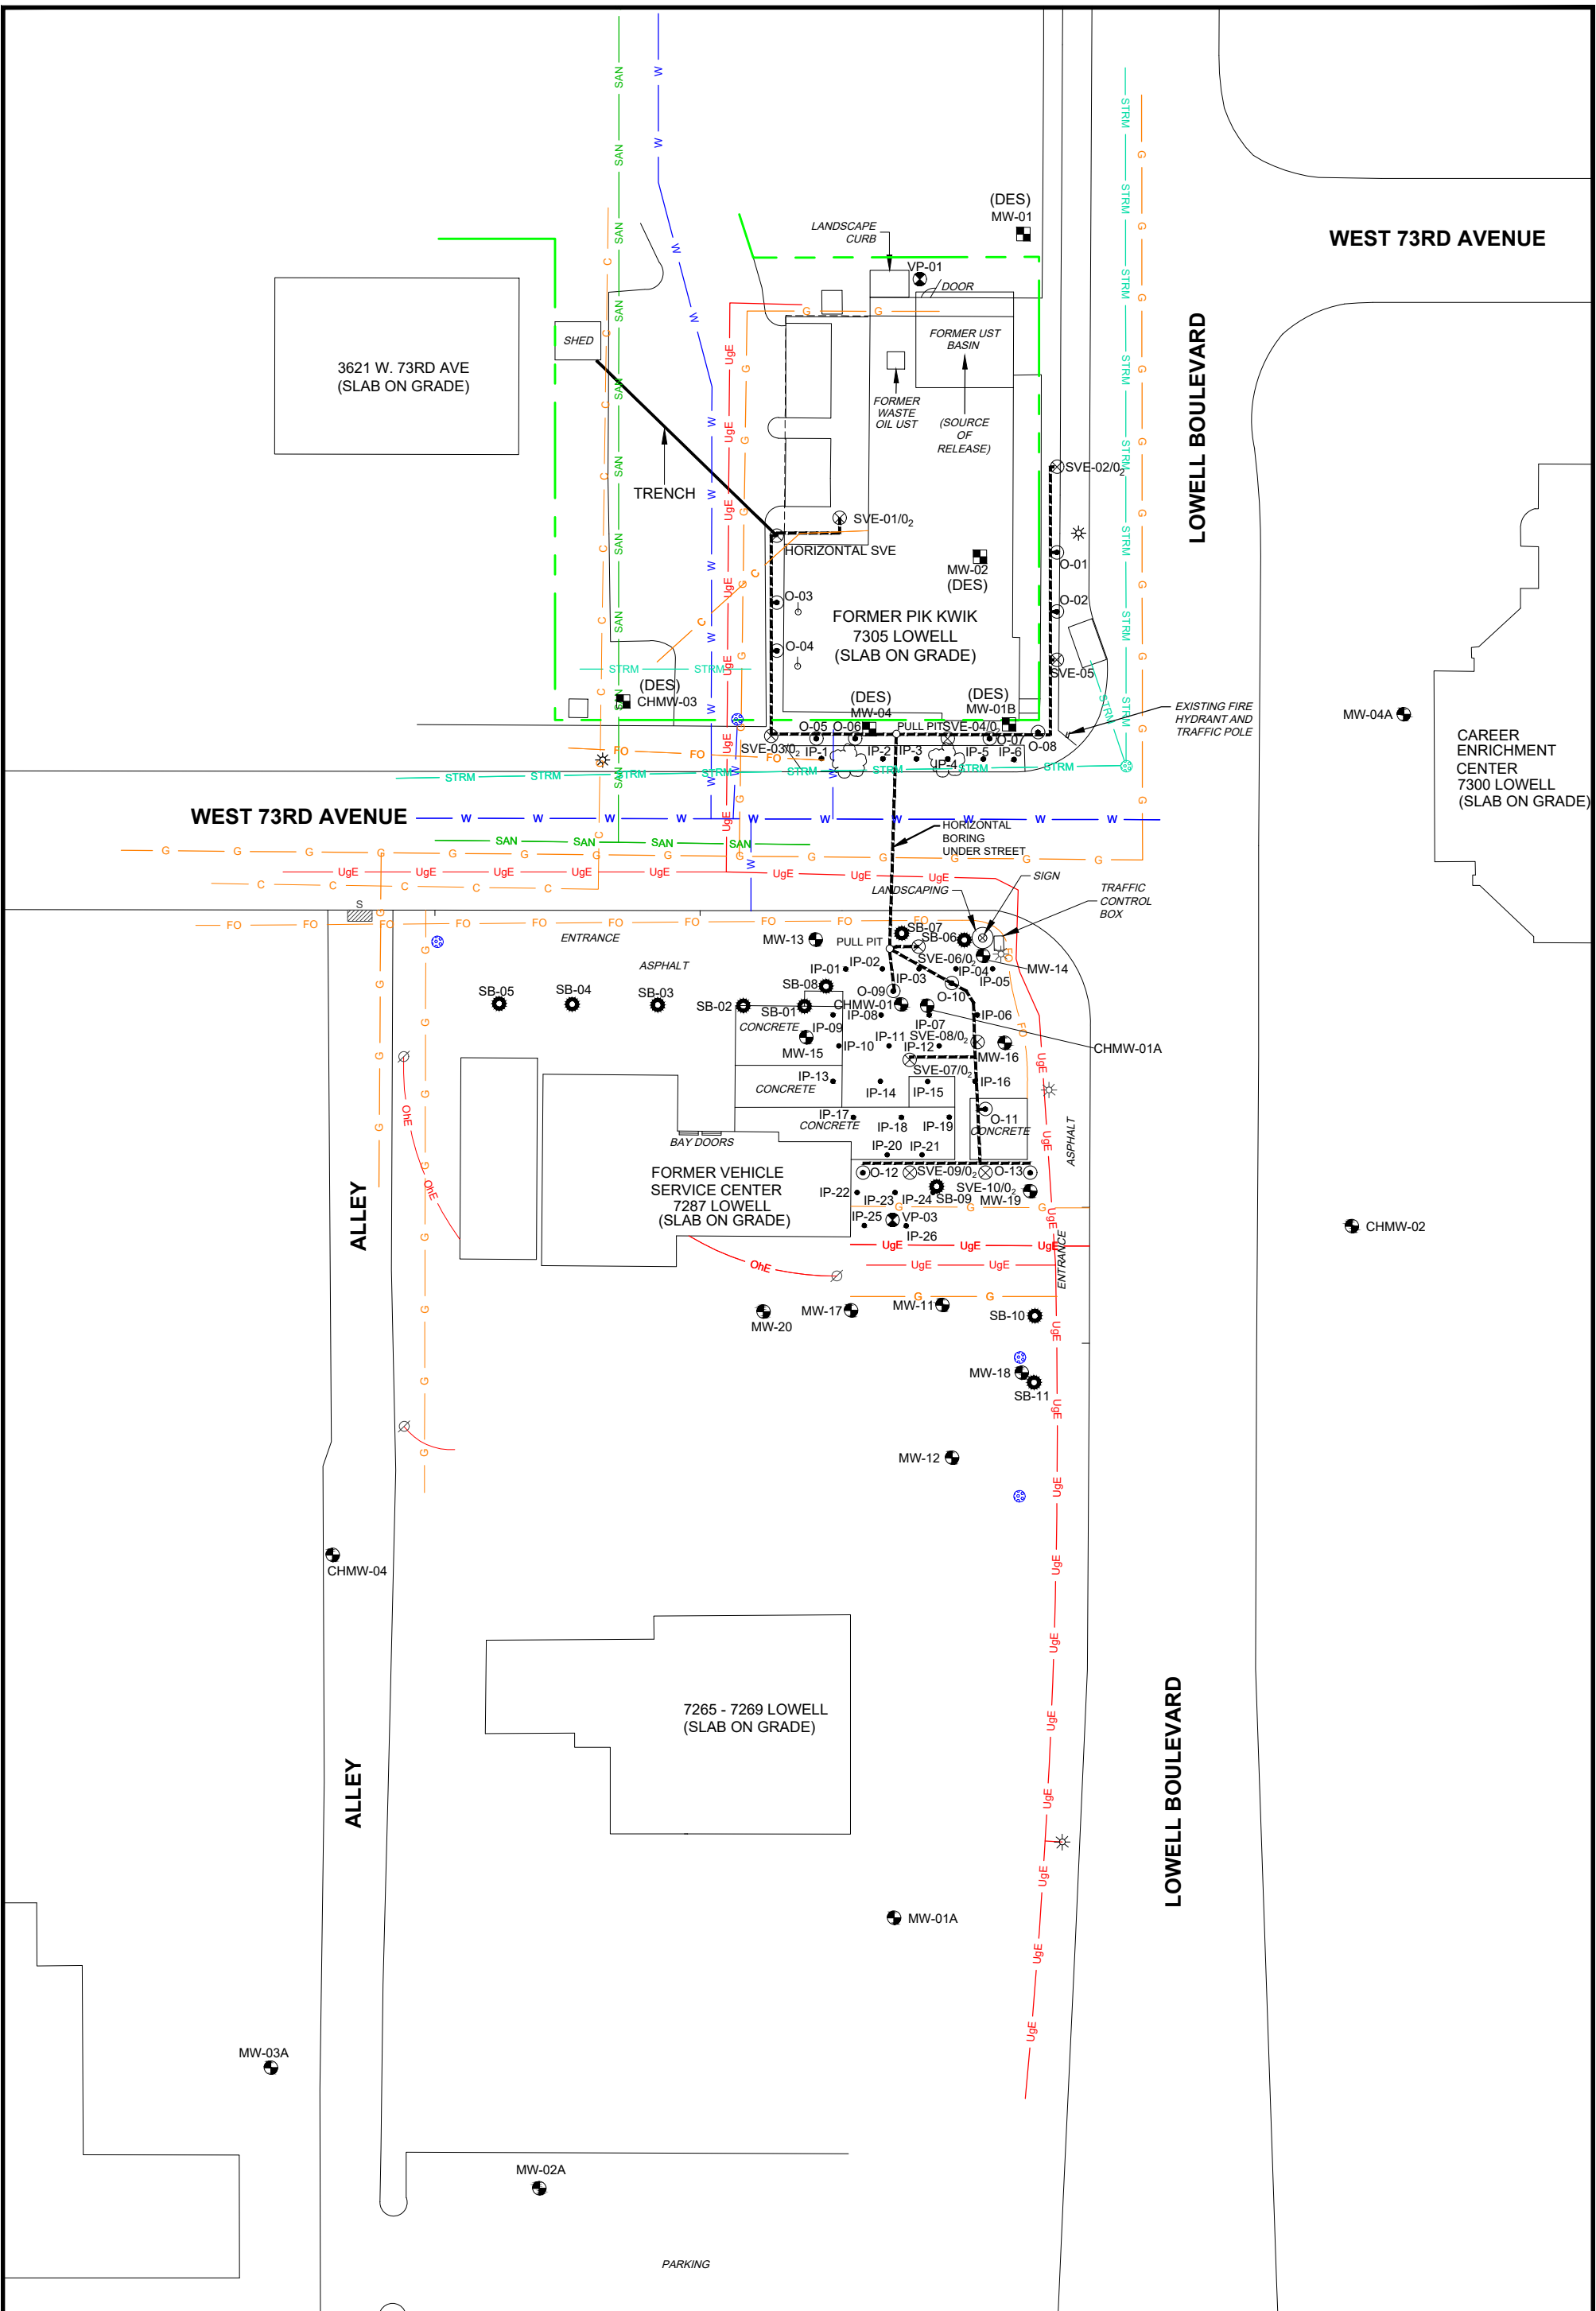 SAN
W
STRM
G
(DES)
MW-01
WEST 73RD AVENUE
LANDSCAPE
CURB
VP-01
DOOR
SHED
FORMER UST
BASIN
3621 W. 73RD AVE
(SLAB ON GRADE)
FORMER
WASTE
OIL UST
(SOURCE
OF
RELEASE)
LOWELL BOULEVARD
UgE
C
TRENCH
SVE-02/02
SVE-01/02
HORIZONTAL SVE
MW-02
(DES)
O-01
O-02
O-03
FORMER PIK KWIK
7305 LOWELL
(SLAB ON GRADE)
O-04
SVE-05
STRM
STRM
(DES)
CHMW-03
(DES)
MW-04
(DES)
MW-01B
EXISTING FIRE
HYDRANT AND
TRAFFIC POLE
MW-04A
CAREER
ENRICHMENT
CENTER
7300 LOWELL
(SLAB ON GRADE)
O-05
O-06
PULL PIT
SVE-04/02
O-07
O-08
SVE-03/02
FO
IP-1
IP-2
IP-3
IP-4
IP-5
IP-6
STRM
WEST 73RD AVENUE
W
SAN
HORIZONTAL
BORING
UNDER STREET
G
UgE
C
LANDSCAPING
SIGN
TRAFFIC
CONTROL
BOX
S
FO
ENTRANCE
MW-13
SB-07
SB-06
PULL PIT
ASPHALT
IP-01
IP-02
IP-03
SVE-06/02
IP-04
IP-05
MW-14
SB-05
SB-04
SB-03
SB-02
SB-01
SB-08
O-09
O-10
CHMW-01
IP-06
IP-07
IP-08
IP-09
CONCRETE
MW-15
IP-10
IP-11
IP-12
SVE-08/02
MW-16
CHMW-01A
SVE-07/02
IP-13
CONCRETE
IP-14
IP-15
IP-16
IP-17
CONCRETE
IP-18
IP-19
O-11
CONCRETE
ASPHALT
OhE
BAY DOORS
IP-20
IP-21
FORMER VEHICLE
SERVICE CENTER
7287 LOWELL
(SLAB ON GRADE)
O-12
SVE-09/02
O-13
IP-22
IP-23
IP-24
SB-09
SVE-10/02
MW-19
IP-25
VP-03
IP-26
CHMW-02
ALLEY
ENTRANCE
UgE
OhE
G
MW-20
MW-17
MW-11
SB-10
MW-18
SB-11
MW-12
CHMW-04
7265 - 7269 LOWELL
(SLAB ON GRADE)
LOWELL BOULEVARD
ALLEY
MW-01A
MW-03A
MW-02A
PARKING